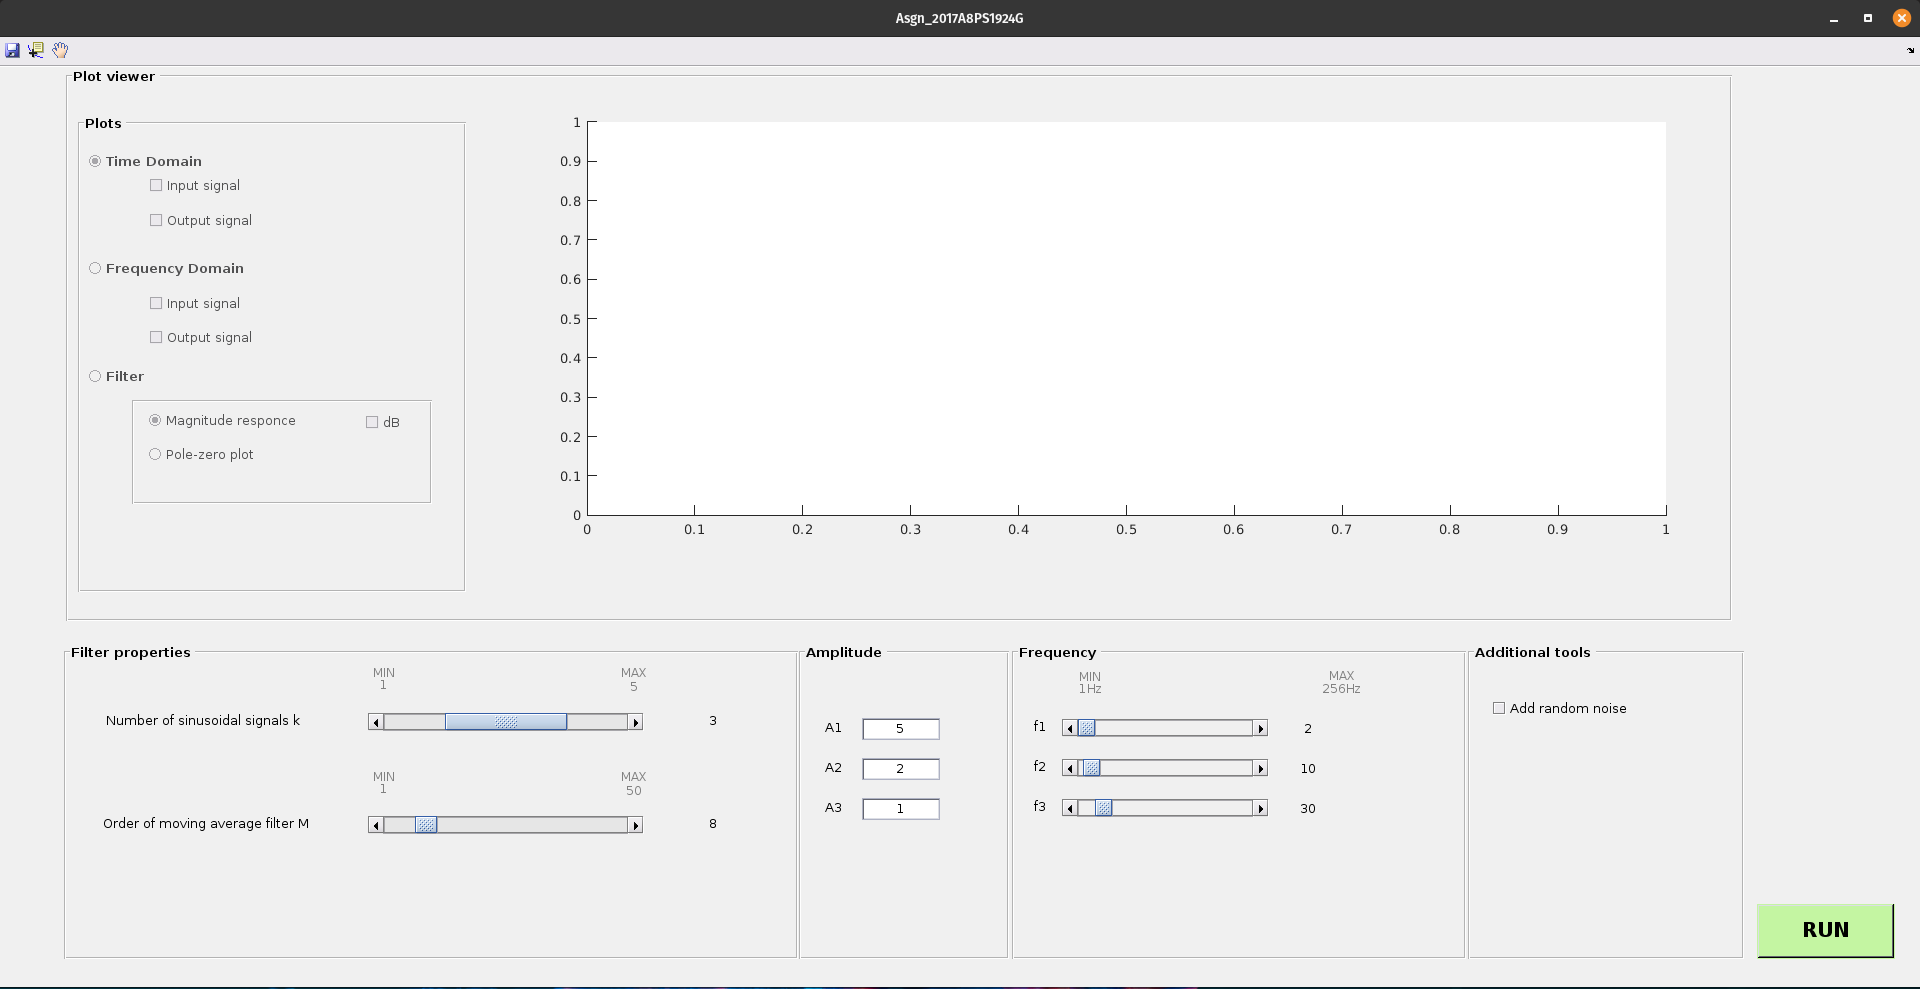 Asgn_2017A8PS1924G
Plot viewer
Plots
Time Domain
Input signal
Output signal
Frequency Domain
Input signal
Output signal
Filter
Magnitude responce
dB
Pole-zero plot
1
0.9
0.8
0.7
0.6
0.5
0.4
0.3
0.2
0.1
0
0 0.1 0.2 0.3 0.4 0.5 0.6 0.7 0.8 0.9 1
Filter properties
MIN
1
MAX
5
Number of sinusoidal signals k
3
MIN
1
MAX
50
Order of moving average filter M
8
Amplitude
A1 5
A2 2
A3 1
Frequency
MIN
1Hz
MAX
256Hz
f1 2
f2 10
f3 30
Additional tools
Add random noise
RUN